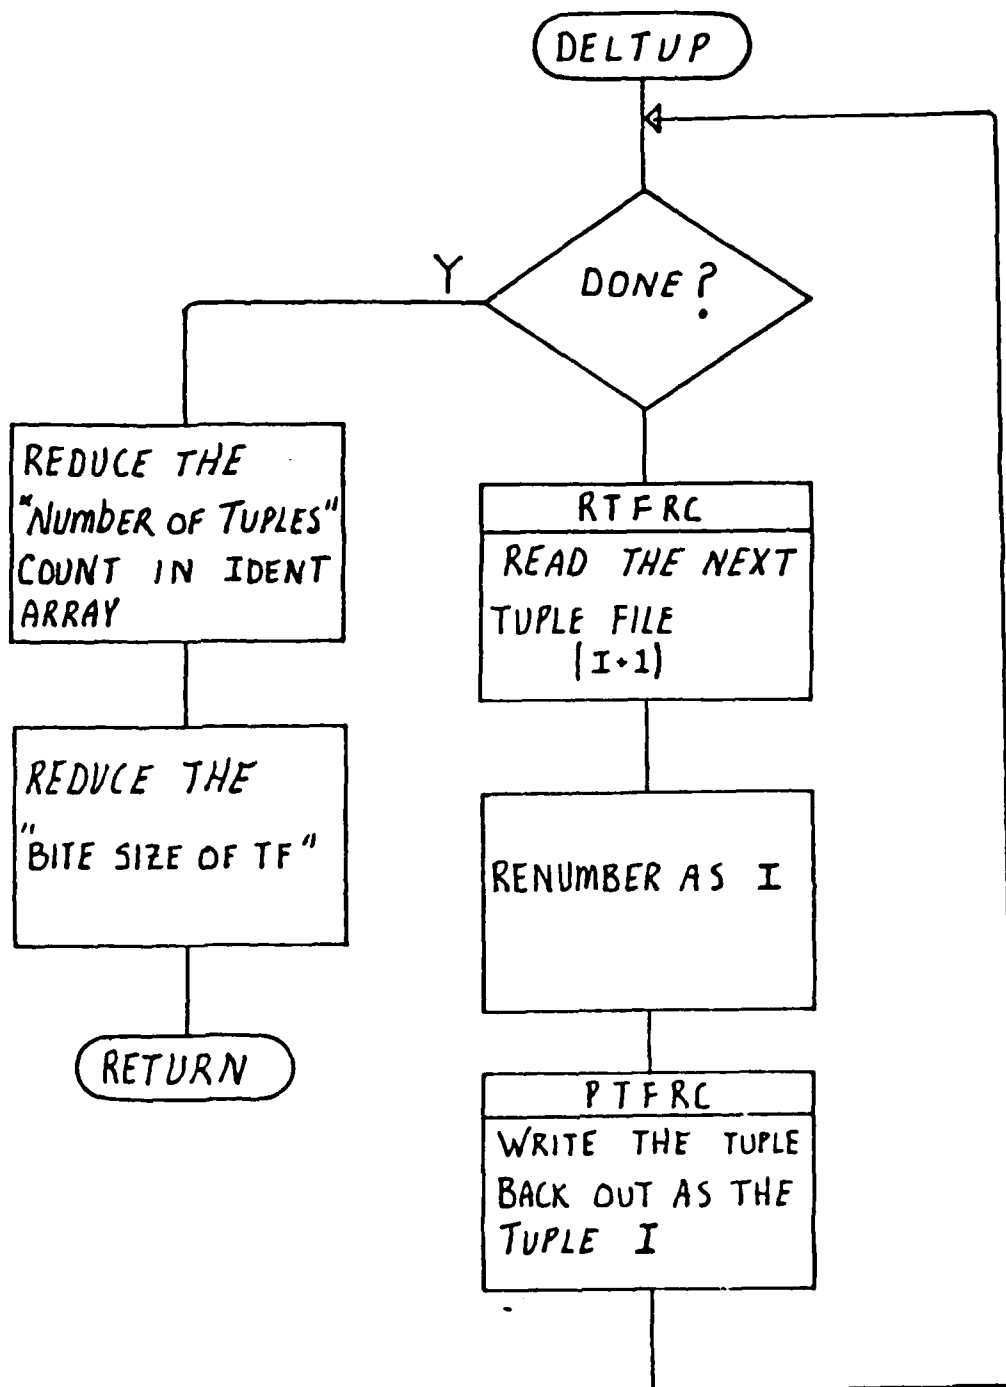 DELTUP
DONE?
Y
REDUCE THE
"NUMBER OF TUPLES"
COUNT IN IDENT
ARRAY
REDUCE THE
"BITE SIZE OF TF"
RETURN
RTFRC
READ THE NEXT
TUPLE FILE
(I+1)
RENUMBER AS I
PTFRC
WRITE THE TUPLE
BACK OUT AS THE
TUPLE I